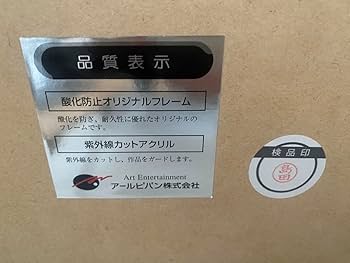 品質表示
酸化防止オリジナルフレーム
酸化を防ぎ、耐久性に優れたオリジナルの
フレームです。
紫外線カットアクリル
紫外線をカットし、作品をガードします。
Art Entertainment
アールビバン株式会社
検品印
島田